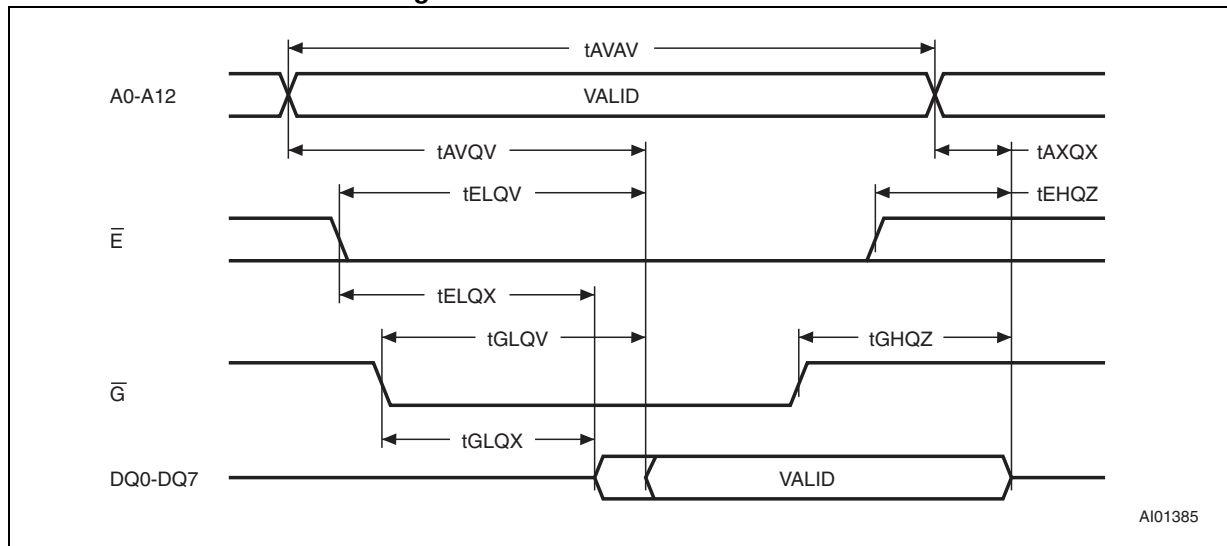 g
tAVAV
A0-A12
VALID
tAVQV
tAXQX
tELQV
tEHQZ
E̅
tELQX
tGLQV
tGHQZ
G̅
tGLQX
DQ0-DQ7
VALID
AI01385